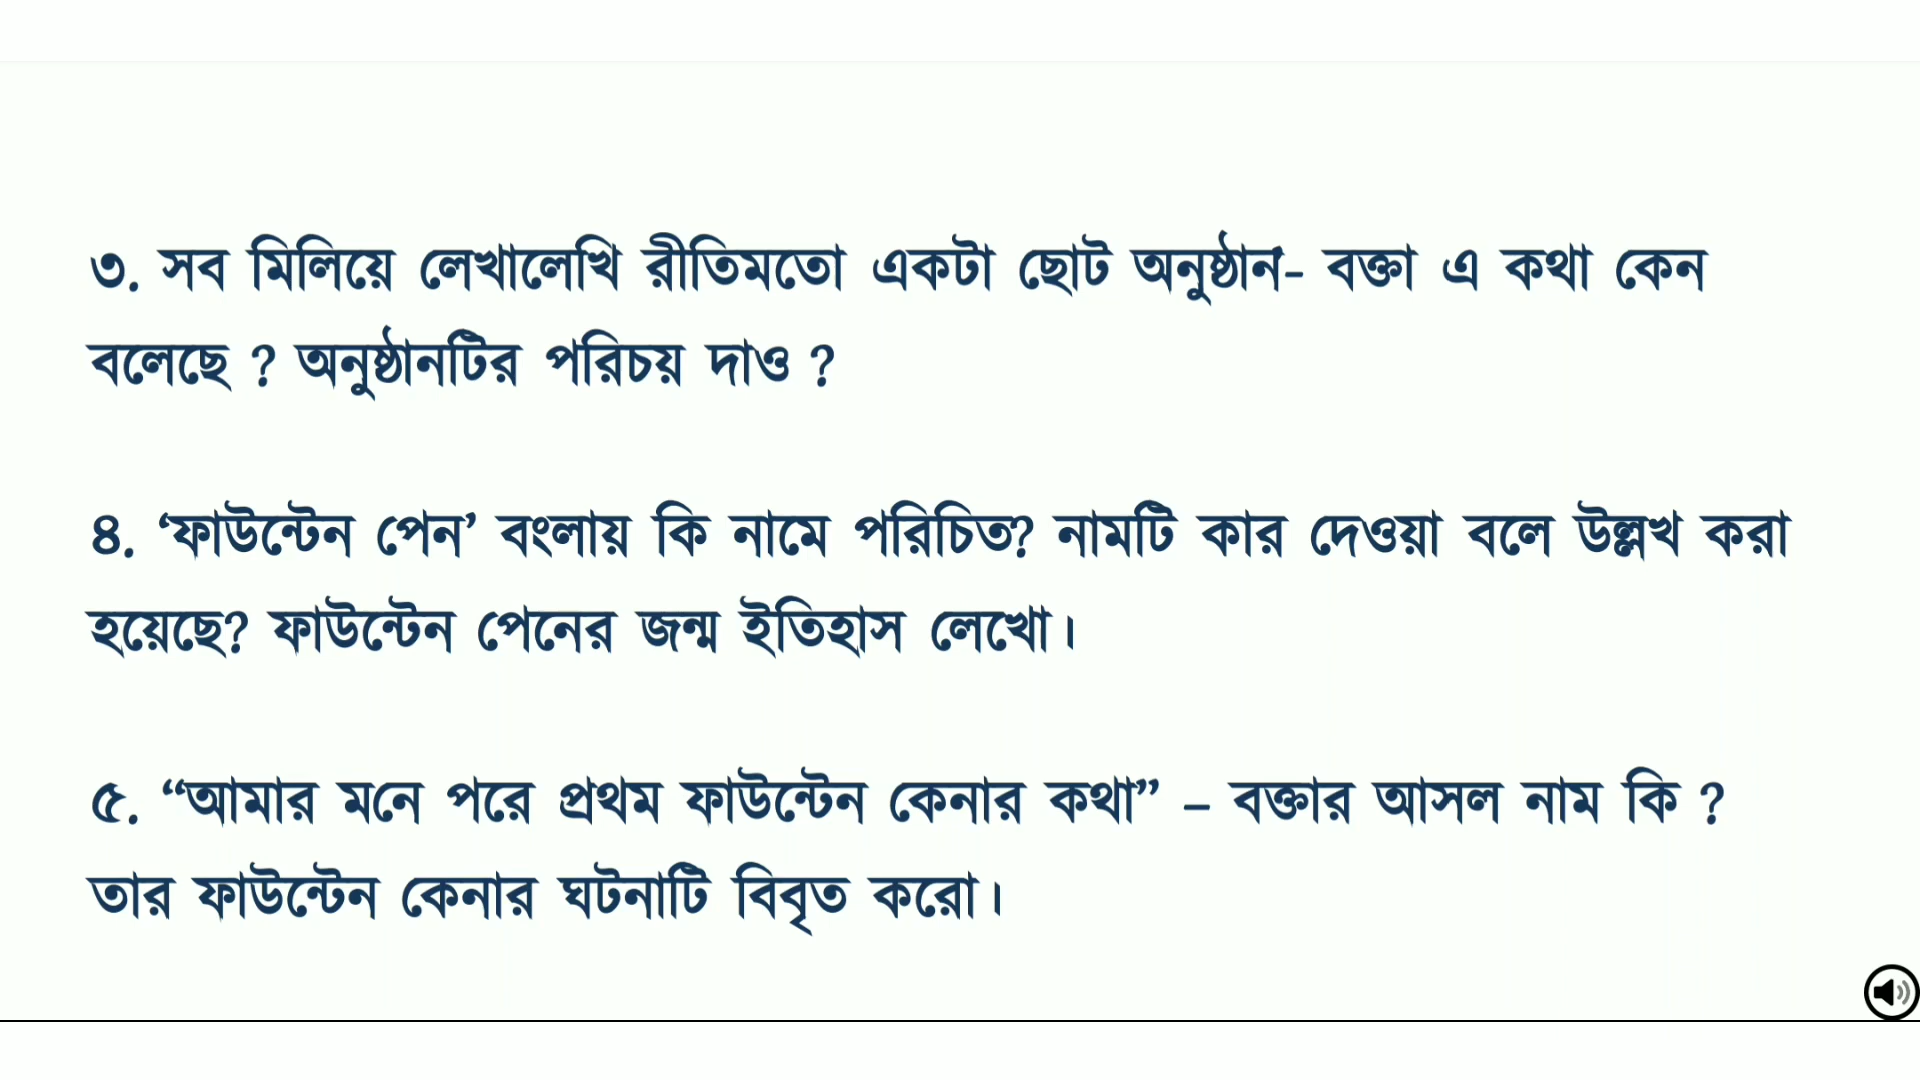 ৩. সব মিলিয়ে লেখালেখি রীতিমতো একটা ছোট অনুষ্ঠান- বক্তা এ কথা কেন
বলেছে ? অনুষ্ঠানটির পরিচয় দাও ?
৪. ‘ফাউন্টেন পেন’ বংলায় কি নামে পরিচিত? নামটি কার দেওয়া বলে উল্লখ করা
হয়েছে? ফাউন্টেন পেনের জন্ম ইতিহাস লেখো।
৫. “আমার মনে পরে প্রথম ফাউন্টেন কেনার কথা” – বক্তার আসল নাম কি ?
তার ফাউন্টেন কেনার ঘটনাটি বিবৃত করো।